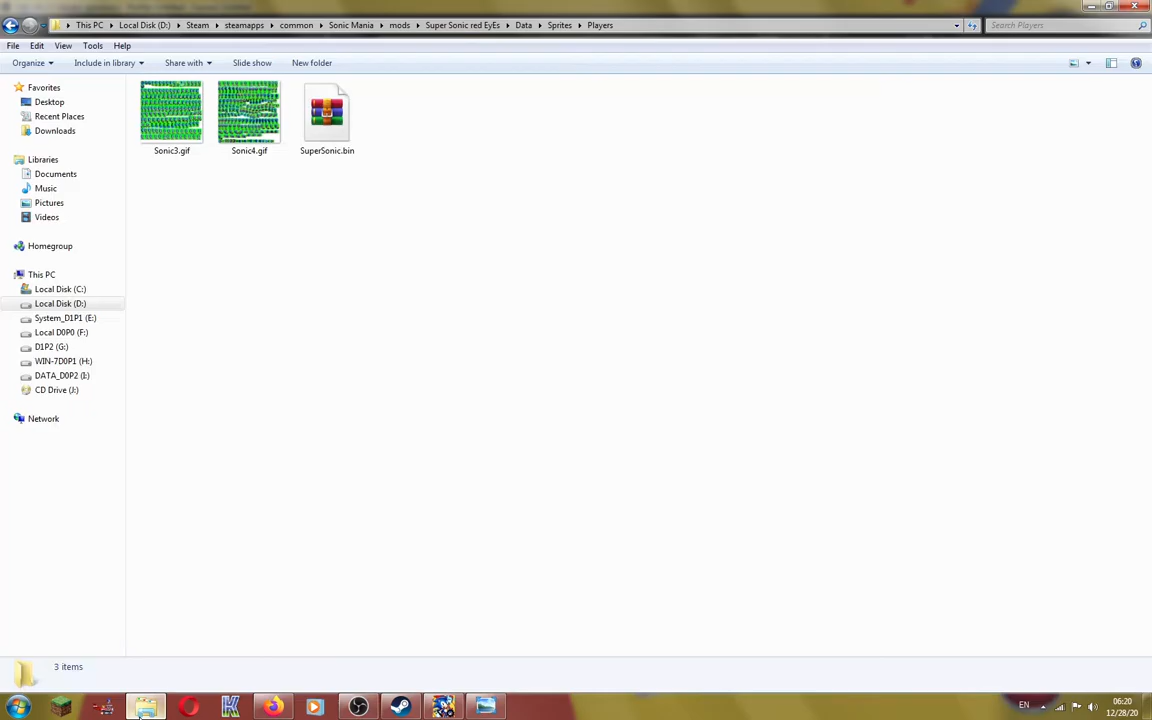 This PC ▸ Local Disk (D:) ▸ Steam ▸ steamapps ▸ common ▸ Sonic Mania ▸ mods ▸ Super Sonic red EyEs ▸ Data ▸ Sprites ▸ Players
Search Players
File Edit View Tools Help
Organize Include in library Share with Slide show New folder
Favorites
Desktop
Recent Places
Downloads
Libraries
Documents
Music
Pictures
Videos
Homegroup
This PC
Local Disk (C:)
Local Disk (D:)
System_D1P1 (E:)
Local D0P0 (F:)
D1P2 (G:)
WIN-7D0P1 (H:)
DATA_D0P2 (I:)
CD Drive (J:)
Network
Sonic3.gif Sonic4.gif SuperSonic.bin
3 items
EN
06:20
12/28/20